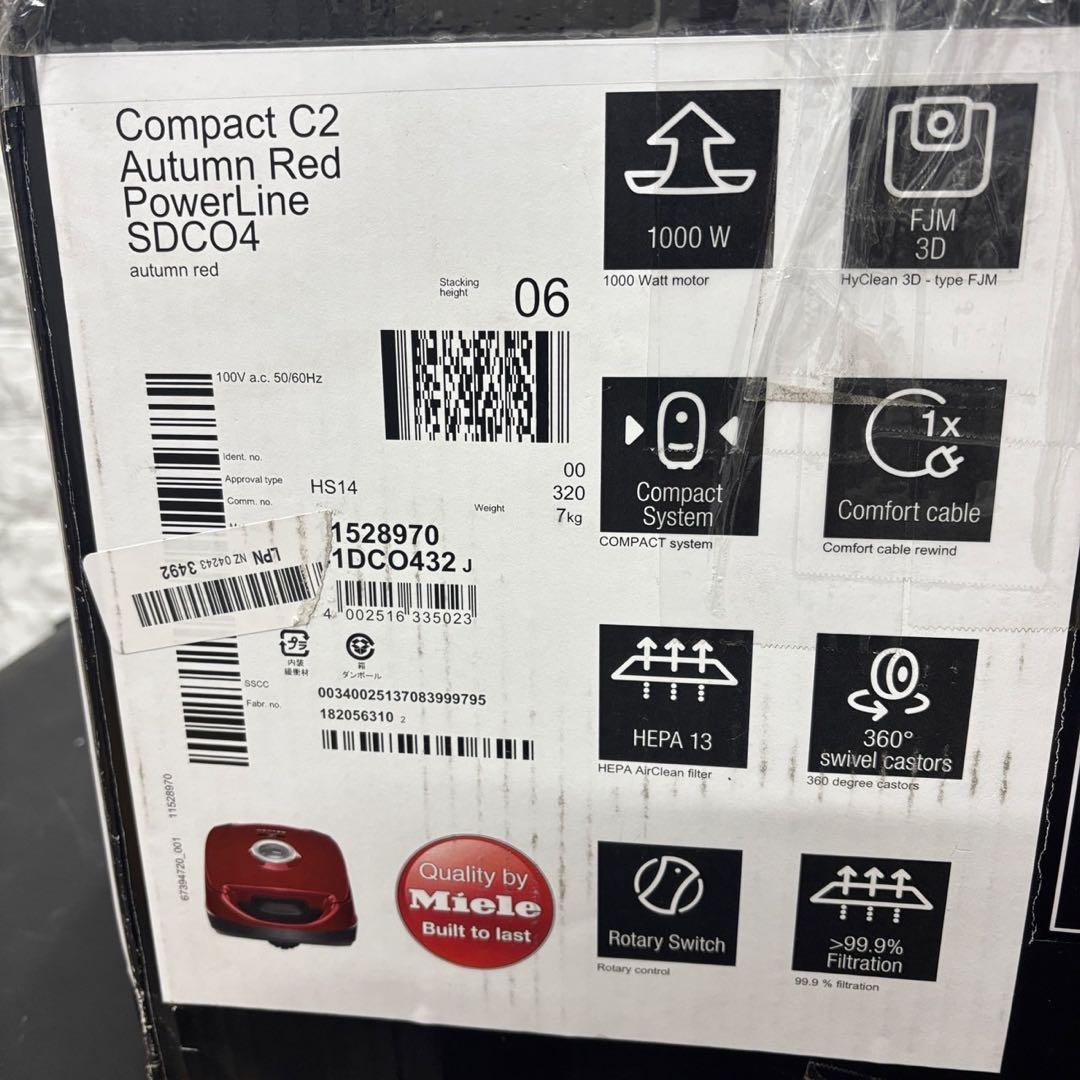 Compact C2
Autumn Red
PowerLine
SDCO4
autumn red
Stacking
height
06
100V a.c. 50/60Hz
Ident. no.
Approval type
HS14
Comm. no.
00
320
Weight
7kg
1528970
1DCO432 J
LPN NZ 04243 3492
4 002516 335023
プラ
内装
緩衝材
箱
ダンボール
SSCC
00340025137083999795
Fabr. no.
182056310 2
67394720_001 11528970
Quality by
Miele
Built to last
1000 W
1000 Watt motor
FJM
3D
HyClean 3D - type FJM
Compact
System
COMPACT system
1x
Comfort cable
Comfort cable rewind
HEPA 13
HEPA AirClean filter
360°
swivel castors
360 degree castors
Rotary Switch
Rotary control
>99.9%
Filtration
99.9 % filtration